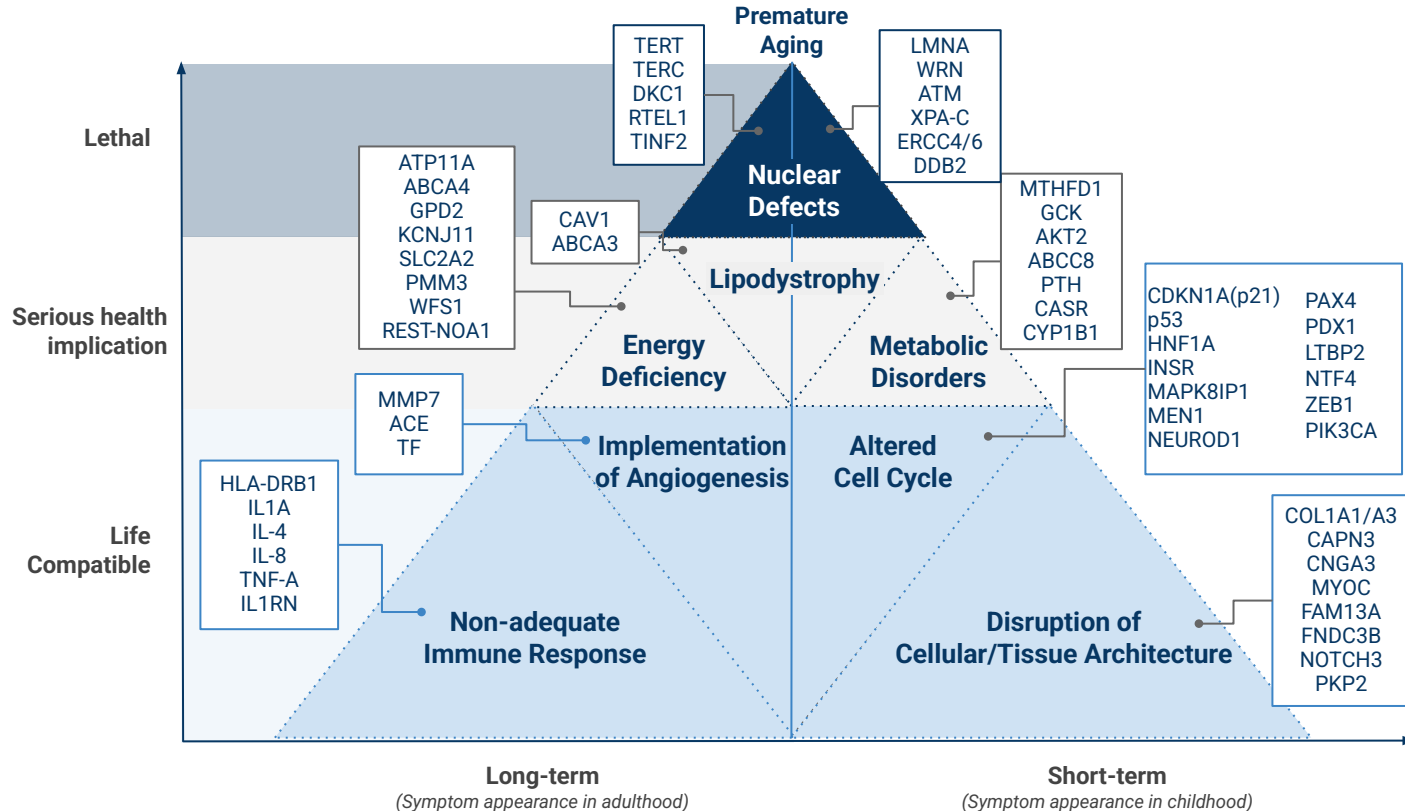 Premature
Aging
TERT
TERC
DKC1
RTEL1
TINF2
LMNA
WRN
ATM
XPA-C
ERCC4/6
DDB2
Lethal
Nuclear
Defects
ATP11A
ABCA4
GPD2
KCNJ11
SLC2A2
PMM3
WFS1
REST-NOA1
CAV1
ABCA3
MTHFD1
GCK
AKT2
ABCC8
PTH
CASR
CYP1B1
Lipodystrophy
Serious health
implication
Energy
Deficiency
Metabolic
Disorders
CDKN1A(p21)
p53
HNF1A
INSR
MAPK8IP1
MEN1
NEUROD1
PAX4
PDX1
LTBP2
NTF4
ZEB1
PIK3CA
MMP7
ACE
TF
Implementation
of Angiogenesis
Altered
Cell Cycle
HLA-DRB1
IL1A
IL-4
IL-8
TNF-A
IL1RN
Life
Compatible
COL1A1/A3
CAPN3
CNGA3
MYOC
FAM13A
FNDC3B
NOTCH3
PKP2
Non-adequate
Immune Response
Disruption of
Cellular/Tissue Architecture
Long-term
(Symptom appearance in adulthood)
Short-term
(Symptom appearance in childhood)